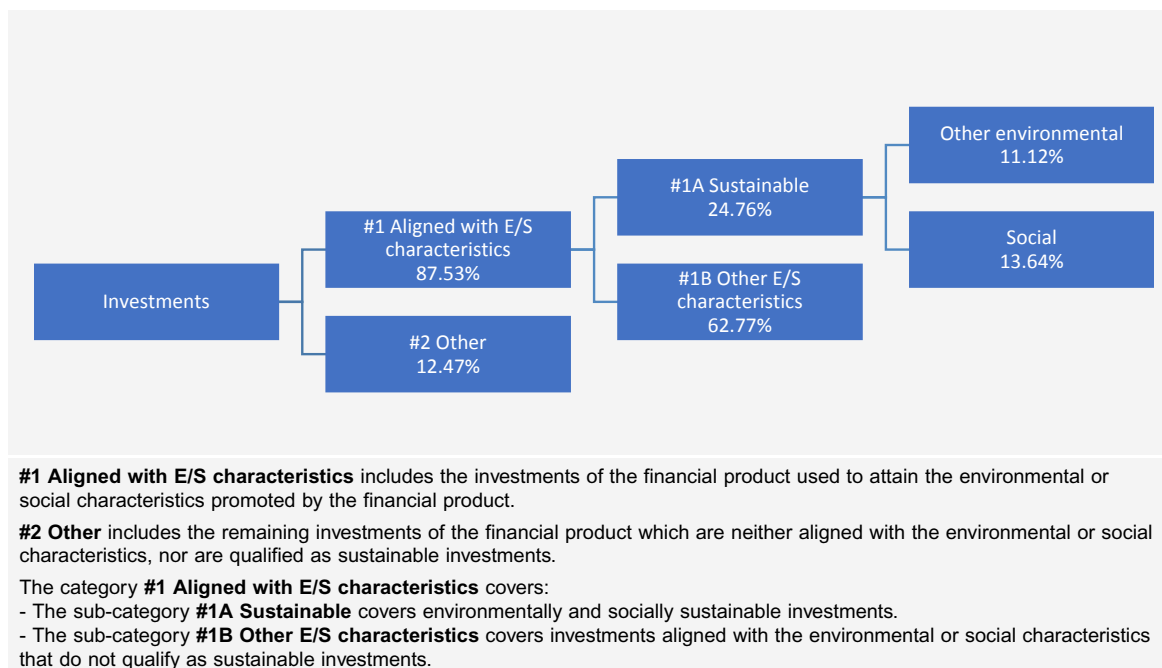 Investments
#1 Aligned with E/S
characteristics
87.53%
#2 Other
12.47%
#1A Sustainable
24.76%
#1B Other E/S
characteristics
62.77%
Other environmental
11.12%
Social
13.64%
#1 Aligned with E/S characteristics includes the investments of the financial product used to attain the environmental or
social characteristics promoted by the financial product.
#2 Other includes the remaining investments of the financial product which are neither aligned with the environmental or social
characteristics, nor are qualified as sustainable investments.
The category #1 Aligned with E/S characteristics covers:
- The sub-category #1A Sustainable covers environmentally and socially sustainable investments.
- The sub-category #1B Other E/S characteristics covers investments aligned with the environmental or social characteristics
that do not qualify as sustainable investments.